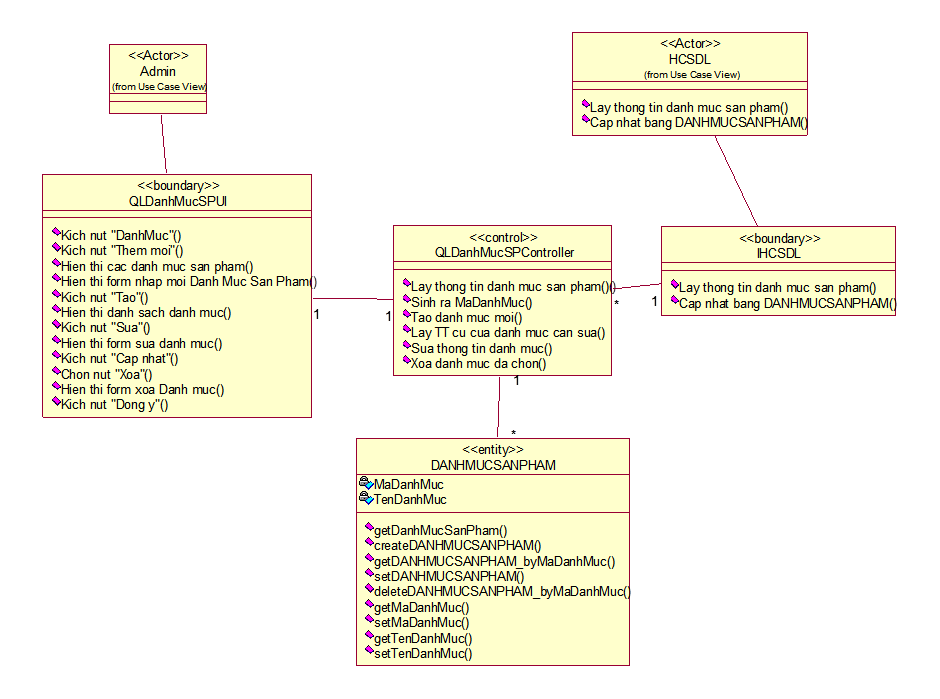 <<Actor>>
Admin
(from Use Case View)
<<Actor>>
HCSDL
(from Use Case View)
Lay thong tin danh muc san pham()
Cap nhat bang DANHMUCSANPHAM()
<<boundary>>
QLDanhMucSPUI
Kich nut "DanhMuc"()
Kich nut "Them moi"()
Hien thi cac danh muc san pham()
Hien thi form nhap moi Danh Muc San Pham()
Kich nut "Tao"()
Hien thi danh sach danh muc()
Kich nut "Sua"()
Hien thi form sua danh muc()
Kich nut "Cap nhat"()
Chon nut "Xoa"()
Hien thi form xoa Danh muc()
Kich nut "Dong y"()
1
1
<<control>>
QLDanhMucSPController
Lay thong tin danh muc san pham()()
Sinh ra MaDanhMuc()
Tao danh muc moi()
Lay TT cu cua danh muc can sua()
Sua thong tin danh muc()
Xoa danh muc da chon()
*
1
<<boundary>>
IHCSDL
Lay thong tin danh muc san pham()
Cap nhat bang DANHMUCSANPHAM()
1
*
<<entity>>
DANHMUCSANPHAM
MaDanhMuc
TenDanhMuc
getDanhMucSanPham()
createDANHMUCSANPHAM()
getDANHMUCSANPHAM_byMaDanhMuc()
setDANHMUCSANPHAM()
deleteDANHMUCSANPHAM_byMaDanhMuc()
getMaDanhMuc()
setMaDanhMuc()
getTenDanhMuc()
setTenDanhMuc()